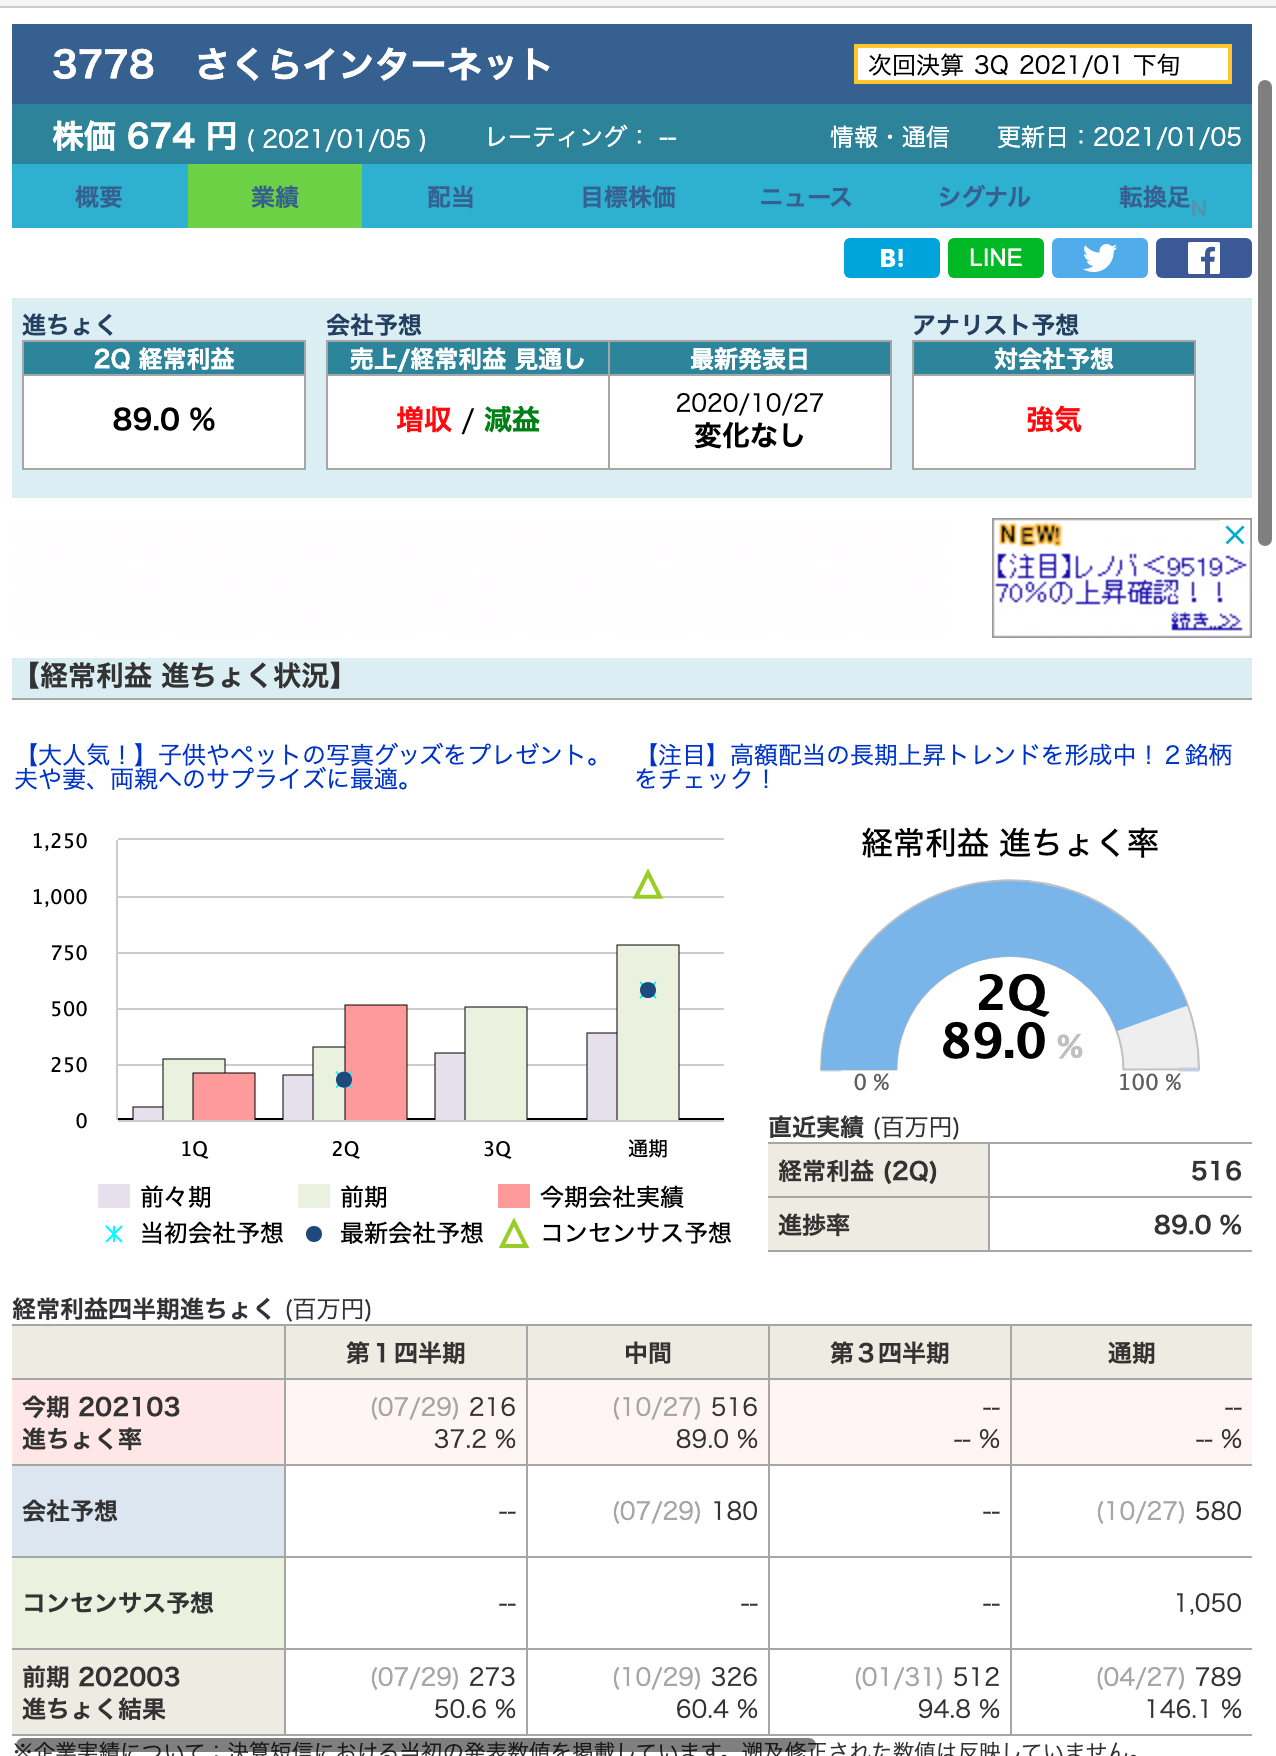 3778 さくらインターネット
次回決算 3Q 2021/01 下旬
株価 674 円 ( 2021/01/05 ) レーティング： -- 情報・通信 更新日：2021/01/05
概要 業績 配当 目標株価 ニュース シグナル 転換足 N
B! LINE
進ちょく 会社予想 アナリスト予想
2Q 経常利益 売上/経常利益 見通し 最新発表日 対会社予想
89.0 % 増収 / 減益 2020/10/27 強気
変化なし
NEW!
【注目】レノバ<9519>
70%の上昇確認！！
続き..>>
【経常利益 進ちょく状況】
【大人気！】子供やペットの写真グッズをプレゼント。
夫や妻、両親へのサプライズに最適。
【注目】高額配当の長期上昇トレンドを形成中！２銘柄
をチェック！
1,250
1,000
750
500
250
0
1Q 2Q 3Q 通期
前々期 前期 今期会社実績
当初会社予想 最新会社予想 コンセンサス予想
経常利益 進ちょく率
2Q
89.0 %
0 % 100 %
直近実績 (百万円)
経常利益 (2Q) 516
進捗率 89.0 %
経常利益四半期進ちょく (百万円)
第１四半期 中間 第３四半期 通期
今期 202103 (07/29) 216 (10/27) 516 -- --
進ちょく率 37.2 % 89.0 % -- % -- %
会社予想 -- (07/29) 180 -- (10/27) 580
コンセンサス予想 -- -- -- 1,050
前期 202003 (07/29) 273 (10/29) 326 (01/31) 512 (04/27) 789
進ちょく結果 50.6 % 60.4 % 94.8 % 146.1 %
※企業実績について：決算短信における当初の発表数値を掲載しています。遡及修正された数値は反映していません。